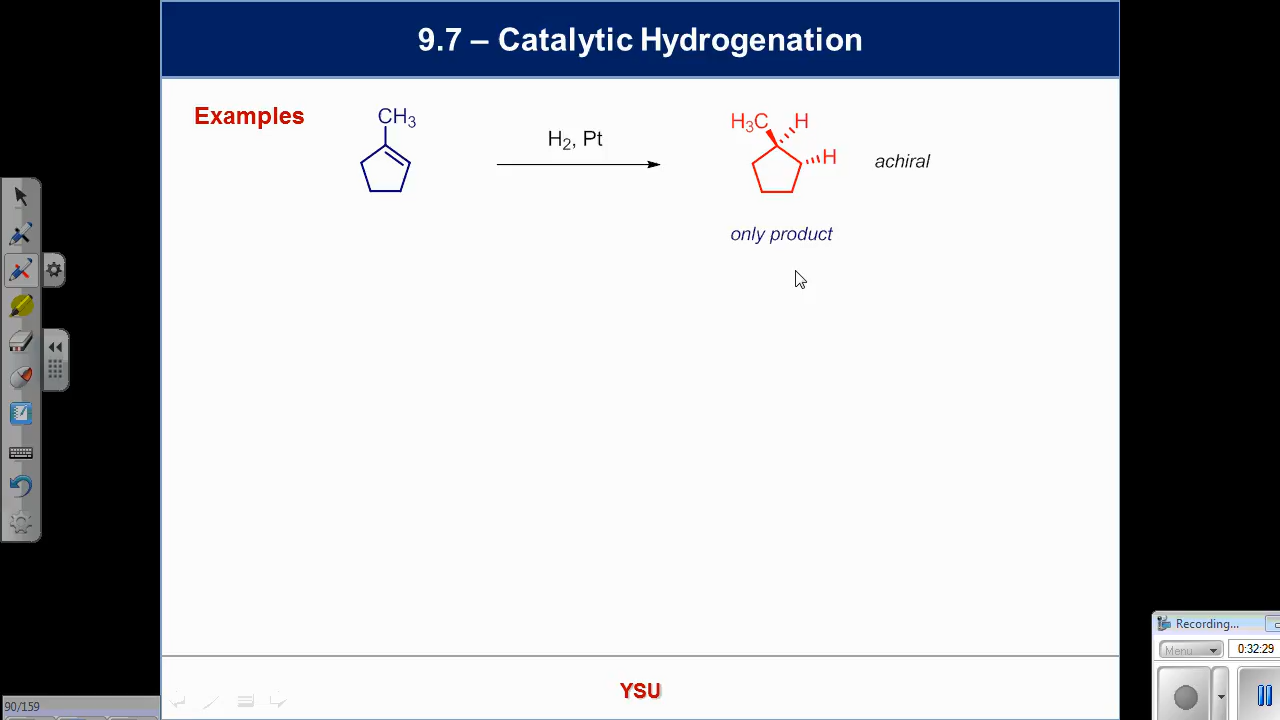 9.7 – Catalytic Hydrogenation
Examples
CH₃
H₂, Pt
H₃C
H
H
achiral
only product
YSU
90/159
Recording...
Menu
0:32:29